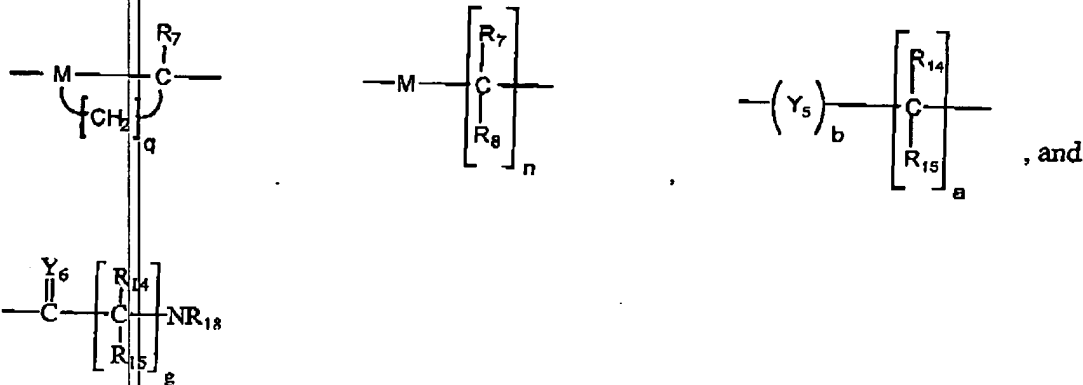 R7
M C
[CH2]q
R7
M [C]n
R8
,
R14
(Y5)b [C]a
R15
, and
Y6
C [C]g NR18
R14
R15